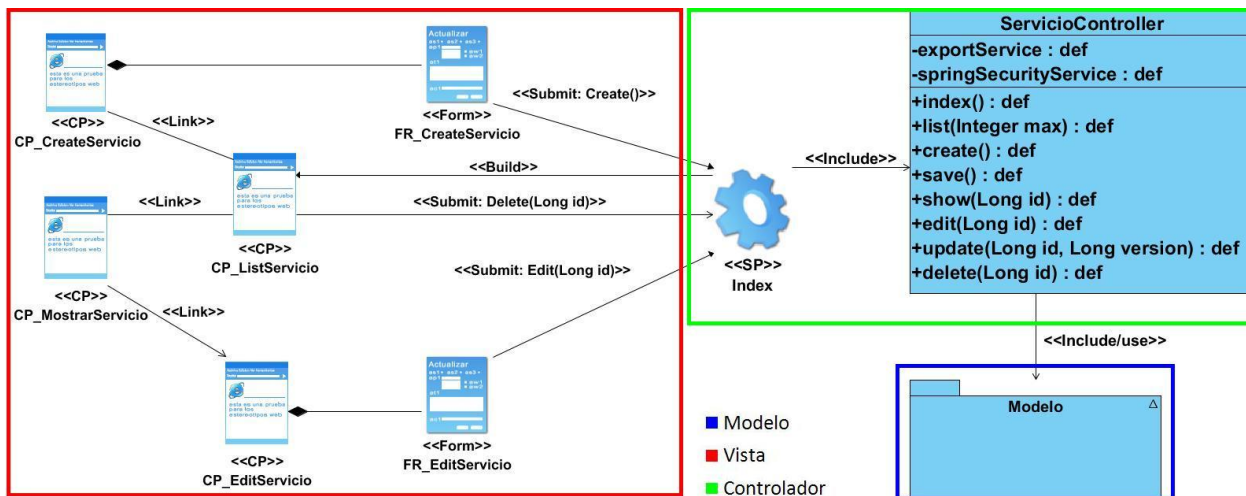 esta es una prueba
para los
estereotipos web
<<CP>>
CP_CreateServicio
Actualizar
<<Form>>
FR_CreateServicio
<<Submit: Create()>>
<<Link>>
<<Build>>
<<Link>>
esta es una prueba
para los
estereotipos web
<<Submit: Delete(Long id)>>
esta es una prueba
para los
estereotipos web
<<CP>>
CP_ListServicio
<<CP>>
CP_MostrarServicio
<<Link>>
<<Submit: Edit(Long id)>>
<<SP>>
Index
<<Include>>
ServicioController
-exportService : def
-springSecurityService : def
+index() : def
+list(Integer max) : def
+create() : def
+save() : def
+show(Long id) : def
+edit(Long id) : def
+update(Long id, Long version) : def
+delete(Long id) : def
<<Include/use>>
esta es una prueba
para los
estereotipos web
<<CP>>
CP_EditServicio
Actualizar
<<Form>>
FR_EditServicio
Modelo
Vista
Controlador
Modelo